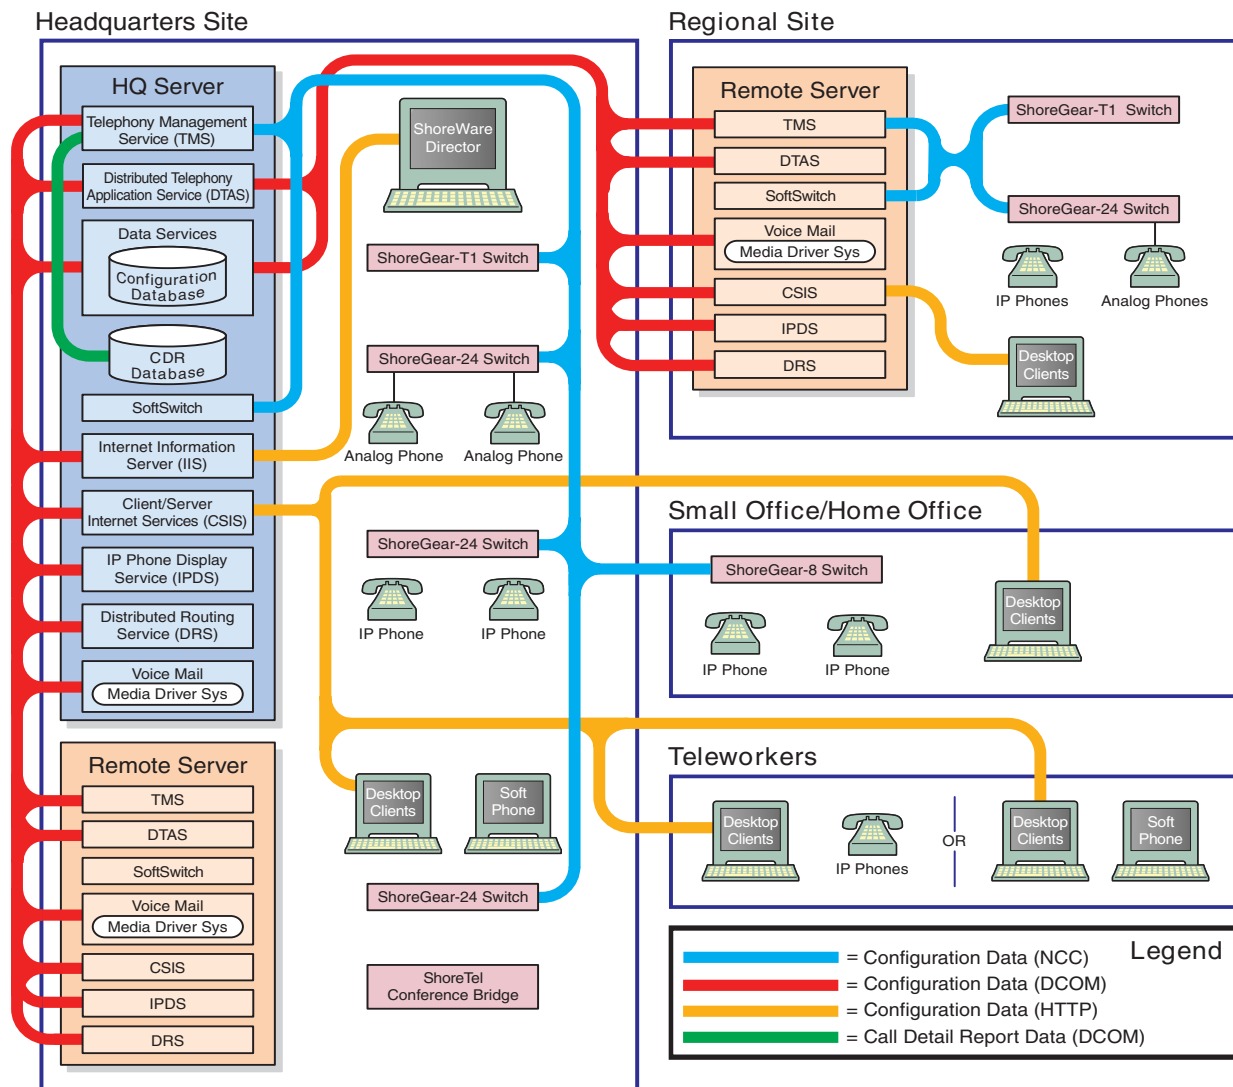 Headquarters Site
HQ Server
Telephony Management
Service (TMS)
Distributed Telephony
Application Service (DTAS)
Data Services
Configuration
Database
CDR
Database
SoftSwitch
Internet Information
Server (IIS)
Client/Server
Internet Services (CSIS)
IP Phone Display
Service (IPDS)
Distributed Routing
Service (DRS)
Voice Mail
Media Driver Sys
Remote Server
TMS
DTAS
SoftSwitch
Voice Mail
Media Driver Sys
CSIS
IPDS
DRS
ShoreWare
Director
ShoreGear-T1 Switch
ShoreGear-24 Switch
Analog Phone
Analog Phone
ShoreGear-24 Switch
IP Phone
IP Phone
Desktop
Clients
Soft
Phone
ShoreGear-24 Switch
ShoreTel
Conference Bridge
Regional Site
Remote Server
TMS
DTAS
SoftSwitch
Voice Mail
Media Driver Sys
CSIS
IPDS
DRS
ShoreGear-T1 Switch
ShoreGear-24 Switch
IP Phones
Analog Phones
Desktop
Clients
Small Office/Home Office
ShoreGear-8 Switch
IP Phone
IP Phone
Desktop
Clients
Teleworkers
Desktop
Clients
IP Phones
OR
Desktop
Clients
Soft
Phone
Legend
= Configuration Data (NCC)
= Configuration Data (DCOM)
= Configuration Data (HTTP)
= Call Detail Report Data (DCOM)